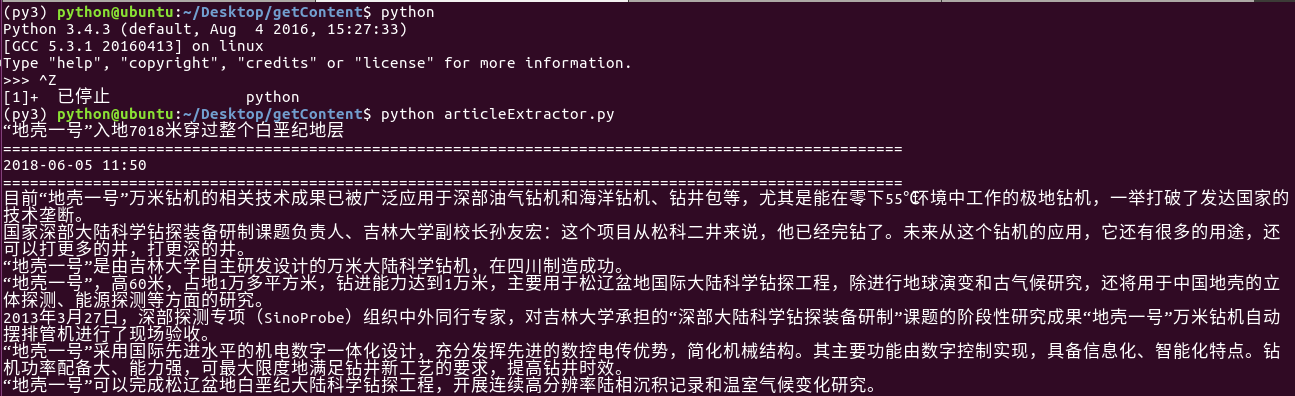 (py3) python@ubuntu:~/Desktop/getContent$ python
Python 3.4.3 (default, Aug  4 2016, 15:27:33)
[GCC 5.3.1 20160413] on linux
Type "help", "copyright", "credits" or "license" for more information.
>>> ^Z
[1]+  已停止               python
(py3) python@ubuntu:~/Desktop/getContent$ python articleExtractor.py
“地壳一号”入地7018米穿过整个白垩纪地层
====================================================================================================
2018-06-05 11:50
====================================================================================================
目前“地壳一号”万米钻机的相关技术成果已被广泛应用于深部油气钻机和海洋钻机、钻井包等，尤其是能在零下55℃环境中工作的极地钻机，一举打破了发达国家的
技术垄断。
国家深部大陆科学钻探装备研制课题负责人、吉林大学副校长孙友宏：这个项目从松科二井来说，他已经完钻了。未来从这个钻机的应用，它还有很多的用途，还
可以打更多的井，打更深的井。
“地壳一号”是由吉林大学自主研发设计的万米大陆科学钻机，在四川制造成功。
“地壳一号”，高60米，占地1万多平方米，钻进能力达到1万米，主要用于松辽盆地国际大陆科学钻探工程，除进行地球演变和古气候研究，还将用于中国地壳的立
体探测、能源探测等方面的研究。
2013年3月27日，深部探测专项（SinoProbe）组织中外同行专家，对吉林大学承担的“深部大陆科学钻探装备研制”课题的阶段性研究成果“地壳一号”万米钻机自动
摆排管机进行了现场验收。
“地壳一号”采用国际先进水平的机电数字一体化设计，充分发挥先进的数控电传优势，简化机械结构。其主要功能由数字控制实现，具备信息化、智能化特点。钻
机功率配备大、能力强，可最大限度地满足钻井新工艺的要求，提高钻井时效。
“地壳一号”可以完成松辽盆地白垩纪大陆科学钻探工程，开展连续高分辨率陆相沉积记录和温室气候变化研究。